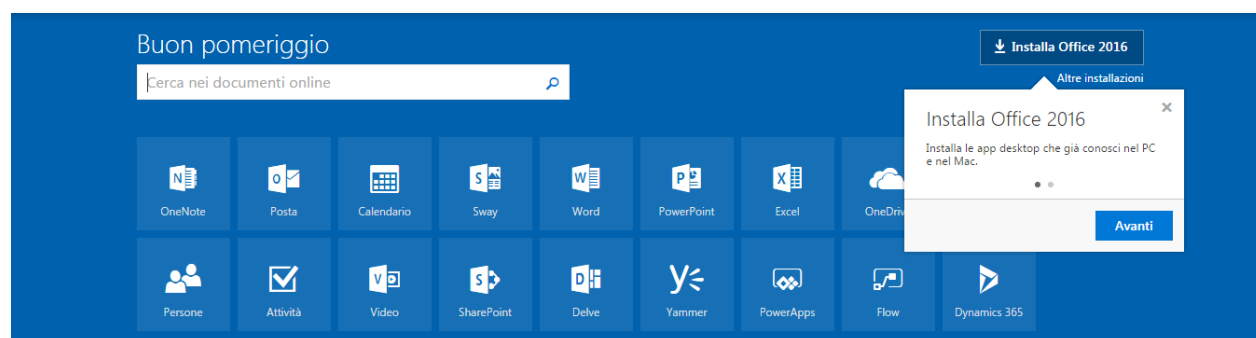 Buon pomeriggio
Installa Office 2016
Cerca nei documenti online
Altre installazioni
Installa Office 2016
Installa le app desktop che già conosci nel PC
e nel Mac.
Avanti
OneNote Posta Calendario Sway Word PowerPoint Excel OneDriv
Persone Attività Video SharePoint Delve Yammer PowerApps Flow Dynamics 365